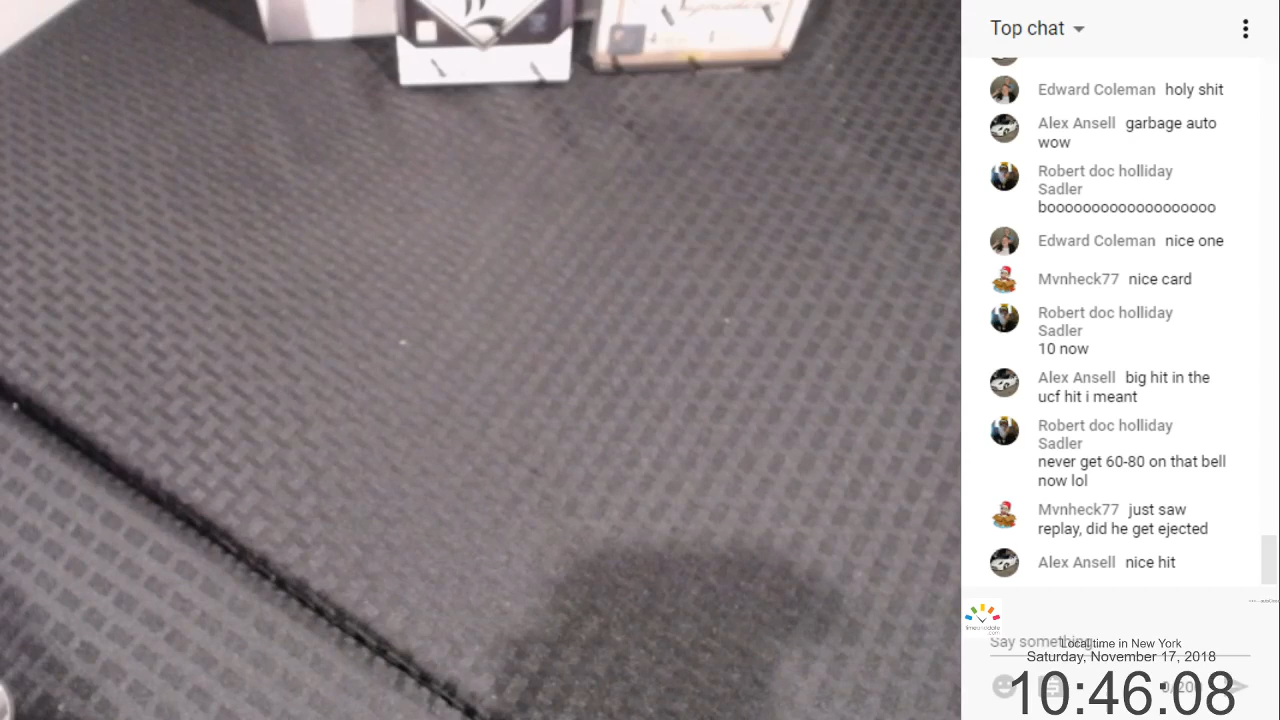 Top chat
Edward Coleman holy shit
Alex Ansell garbage auto
wow
Robert doc holliday
Sadler
booooooooooooooooooo
Edward Coleman nice one
Mvnheck77 nice card
Robert doc holliday
Sadler
10 now
Alex Ansell big hit in the
ucf hit i meant
Robert doc holliday
Sadler
never get 60-80 on that bell
now lol
Mvnheck77 just saw
replay, did he get ejected
Alex Ansell nice hit
Say something...
Local time in New York
Saturday, November 17, 2018
10:46:08